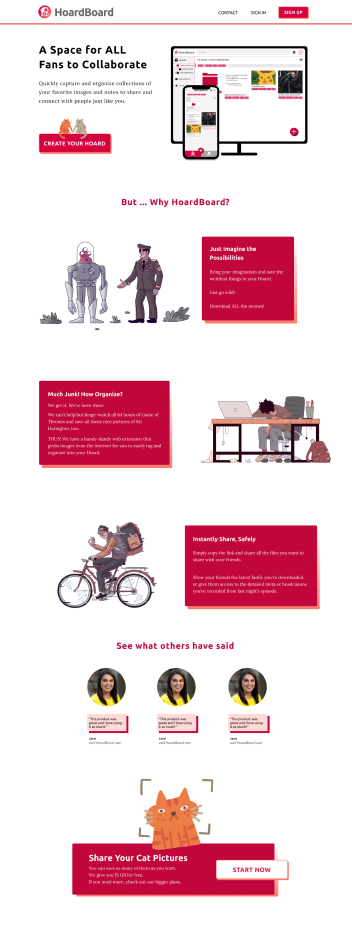 HoardBoard
CONTACT
SIGN IN
SIGN UP
A Space for ALL
Fans to Collaborate
Quickly capture and organize collections of
your favorite images and notes to share and
connect with people just like you.
CREATE YOUR HOARD
But ... Why HoardBoard?
Just Imagine the
Possibilities
Bring your imagination and save the
weirdest things to your Hoard.
Just go wild!
Download ALL the memes!
Much Junk! How Organize?
We get it. We've been there.
We can't help but binge-watch all 64 hours of Game of
Thrones and save all those nice pictures of Kit
Harington, too.
THUS! We have a handy-dandy web extension that
grabs images from the internet for you to easily tag and
organize into your Hoard.
Instantly Share, Safely
Simply copy the link and share all the files you want to
share with your friends.
Show your friends the latest fanfic you've downloaded,
or give them access to the detailed meta or headcanons
you've recorded from last night's episode.
See what others have said
"This product was
great and I love using
it so much!"
Jane
"This product was
great and I love using
it so much!"
Jane
"This product was
great and I love using
it so much!"
Jane
Share Your Cat Pictures
You can save as many of them as you want.
We give you 15 GB for free.
If you need more, check out our bigger plans.
START NOW